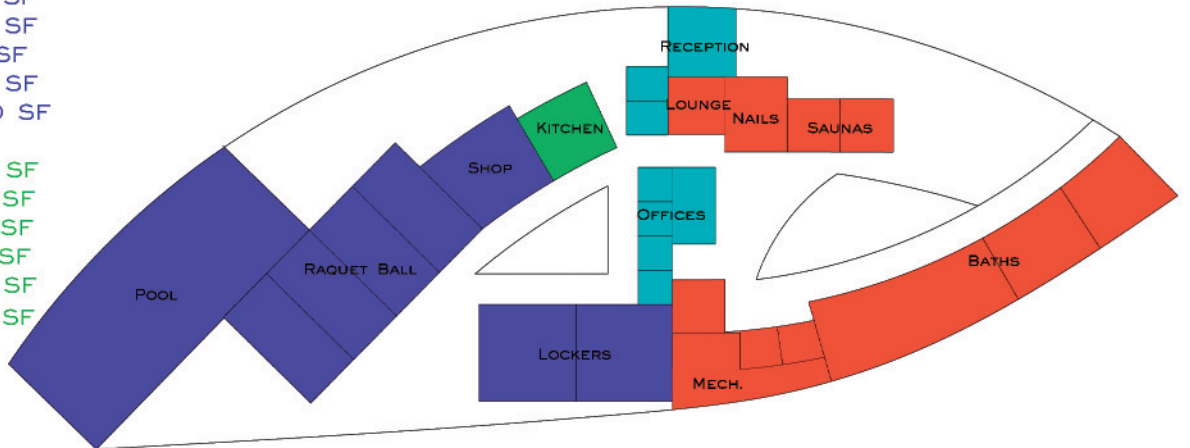 SF
SF
SF
SF
SF
SF
SF
SF
SF
SF
SF
RECEPTION
LOUNGE
NAILS
SAUNAS
KITCHEN
SHOP
OFFICES
RAQUET BALL
BATHS
POOL
LOCKERS
MECH.